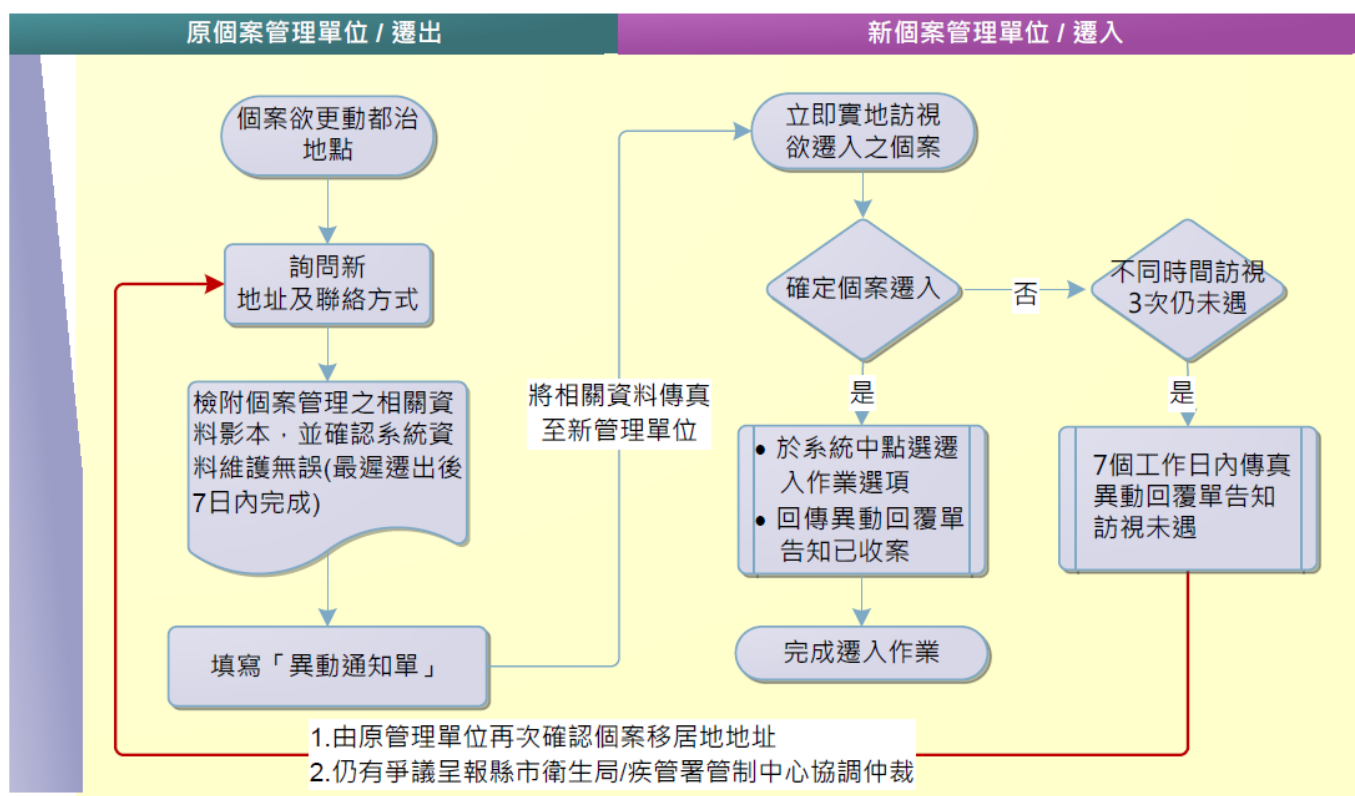 原個案管理單位 / 遷出
新個案管理單位 / 遷入
個案欲更動都治
地點
詢問新
地址及聯絡方式
檢附個案管理之相關資
料影本，並確認系統資
料維護無誤(最遲遷出後
7日內完成)
填寫「異動通知單」
將相關資料傳真
至新管理單位
立即實地訪視
欲遷入之個案
確定個案遷入
否
不同時間訪視
3次仍未遇
是
是
• 於系統中點選遷
入作業選項
• 回傳異動回覆單
告知已收案
7個工作日內傳真
異動回覆單告知
訪視未遇
完成遷入作業
1.由原管理單位再次確認個案移居地地址
2.仍有爭議呈報縣市衛生局/疾管署管制中心協調仲裁